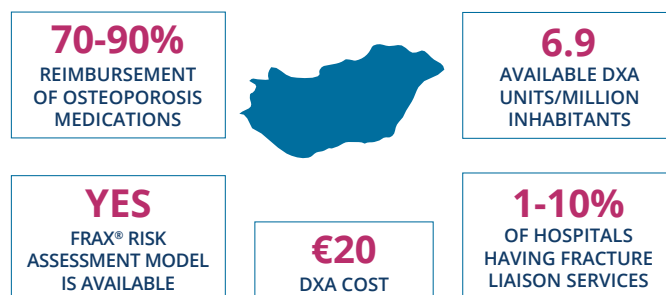 70-90%
REIMBURSEMENT
OF OSTEOPOROSIS
MEDICATIONS
6.9
AVAILABLE DXA
UNITS/MILLION
INHABITANTS
YES
FRAX® RISK
ASSESSMENT MODEL
IS AVAILABLE
€20
DXA COST
1-10%
OF HOSPITALS
HAVING FRACTURE
LIAISON SERVICES